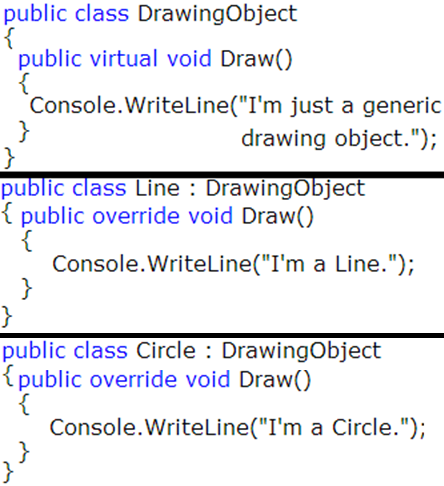 public class DrawingObject
{
public virtual void Draw()
{
Console.WriteLine("I'm just a generic
}
drawing object.");
}
public class Line : DrawingObject
{ public override void Draw()
{
Console.WriteLine("I'm a Line.");
}
}
public class Circle : DrawingObject
{ public override void Draw()
{
Console.WriteLine("I'm a Circle.");
}
}